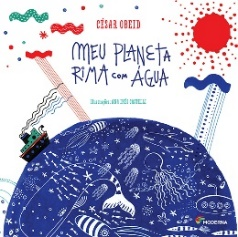 CÉSAR OBEID
MEU PLANETA
RIMA com ÁGUA
MODERNA